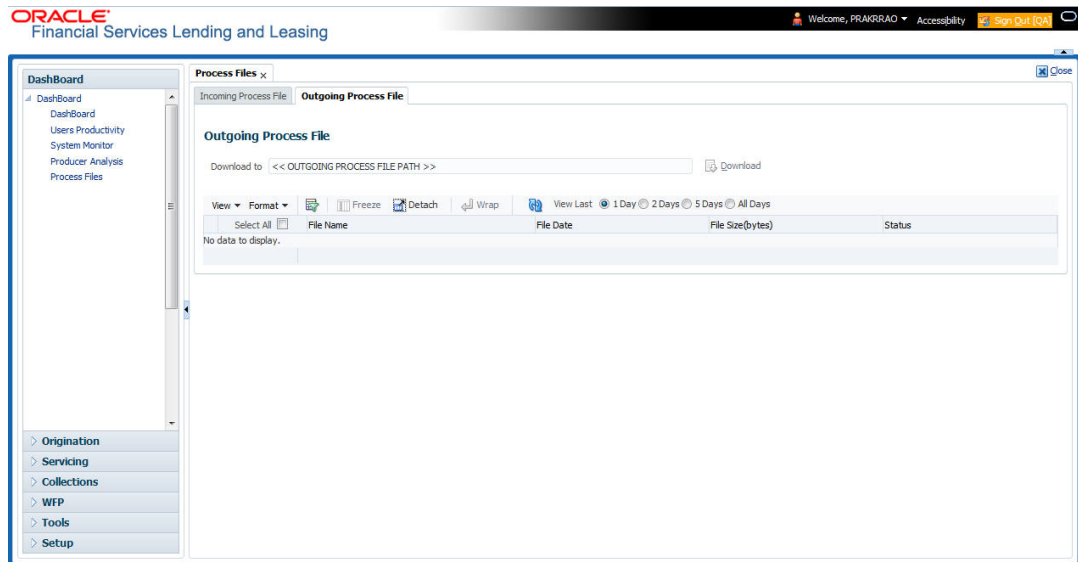 ORACLE
Financial Services Lending and Leasing
Welcome, PRAKRRAO Accessibility Sign Out [QA]
Close
DashBoard
DashBoard
DashBoard
Users Productivity
System Monitor
Producer Analysis
Process Files
Origination
Servicing
Collections
WFP
Tools
Setup
Process Files x
Incoming Process File Outgoing Process File
Outgoing Process File
Download to << OUTGOING PROCESS FILE PATH >> Download
View Format Freeze Detach Wrap View Last 1 Day 2 Days 5 Days All Days
Select All File Name File Date File Size(bytes) Status
No data to display.